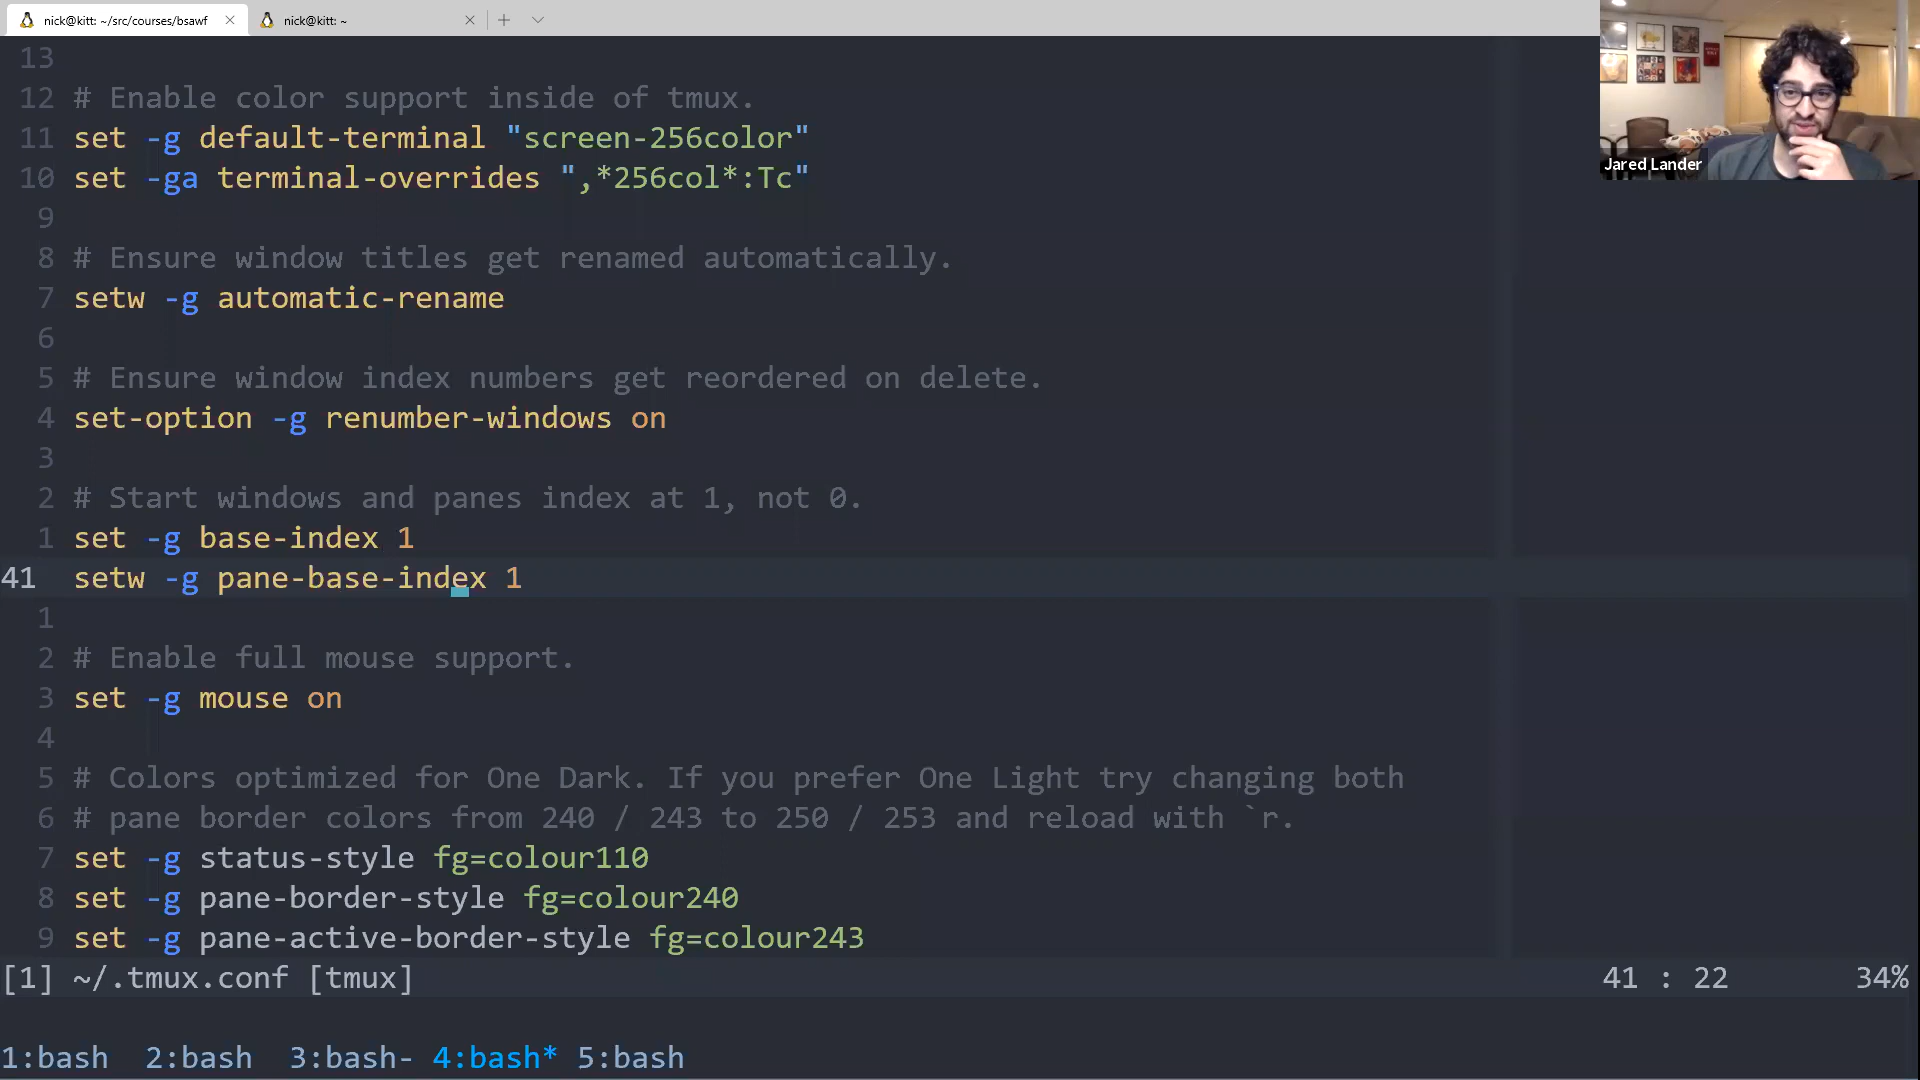 nick@kitt: ~/src/courses/bsawf
nick@kitt: ~
13
12 # Enable color support inside of tmux.
11 set -g default-terminal "screen-256color"
10 set -ga terminal-overrides ",*256col*:Tc"
9
8 # Ensure window titles get renamed automatically.
7 setw -g automatic-rename
6
5 # Ensure window index numbers get reordered on delete.
4 set-option -g renumber-windows on
3
2 # Start windows and panes index at 1, not 0.
1 set -g base-index 1
41 setw -g pane-base-index 1
1
2 # Enable full mouse support.
3 set -g mouse on
4
5 # Colors optimized for One Dark. If you prefer One Light try changing both
6 # pane border colors from 240 / 243 to 250 / 253 and reload with `r.
7 set -g status-style fg=colour110
8 set -g pane-border-style fg=colour240
9 set -g pane-active-border-style fg=colour243
[1] ~/.tmux.conf [tmux] 41 : 22 34%
1:bash 2:bash 3:bash- 4:bash* 5:bash
Jared Lander